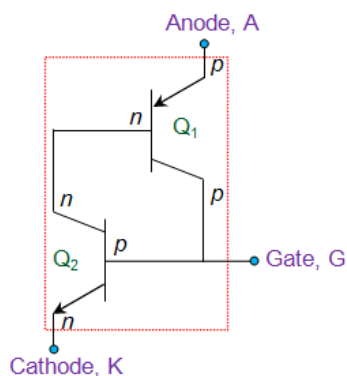 Anode, A
p
n
Q1
p
n
p
Q2
Gate, G
n
Cathode, K